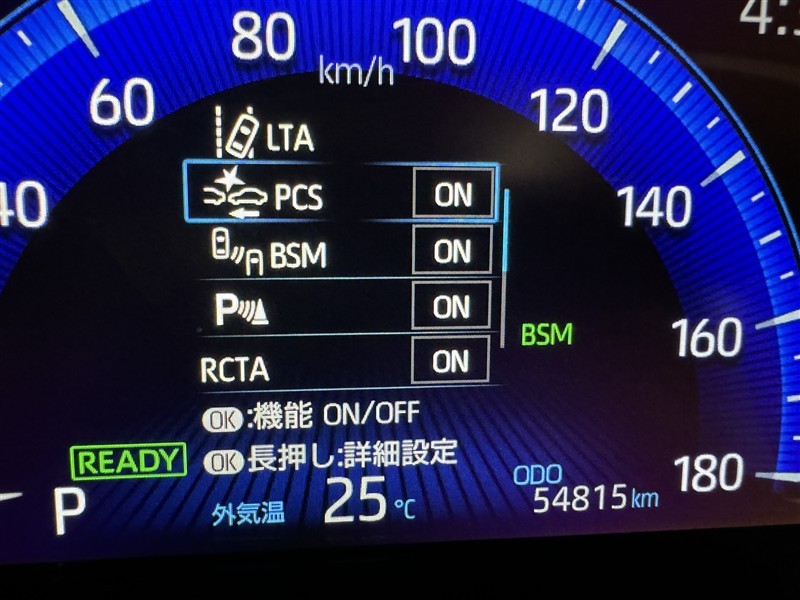 80
100
km/h
60
120
LTA
40
PCS ON
140
BSM ON
P ON
BSM
160
RCTA ON
OK:機能 ON/OFF
READY
OK長押し:詳細設定
180
P
外気温 25℃
ODO
54815km